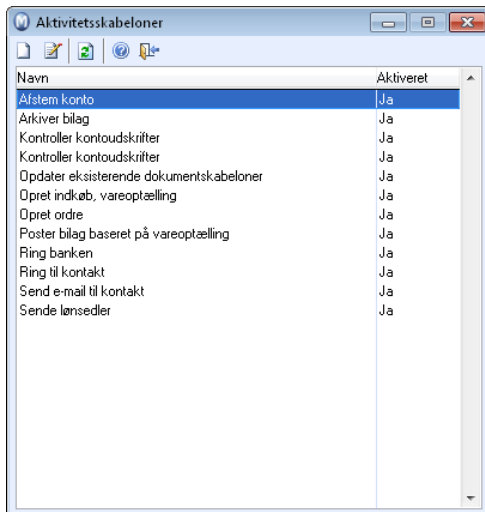 Aktivitetsskabeloner
Navn Aktiveret
Afstem konto Ja
Arkiver bilag Ja
Kontroller kontoudskrifter Ja
Kontroller kontoudskrifter Ja
Opdater eksisterende dokumentskabeloner Ja
Opret indkøb, vareoptælling Ja
Opret ordre Ja
Poster bilag baseret på vareoptælling Ja
Ring banken Ja
Ring til kontakt Ja
Send e-mail til kontakt Ja
Sende lønsedler Ja